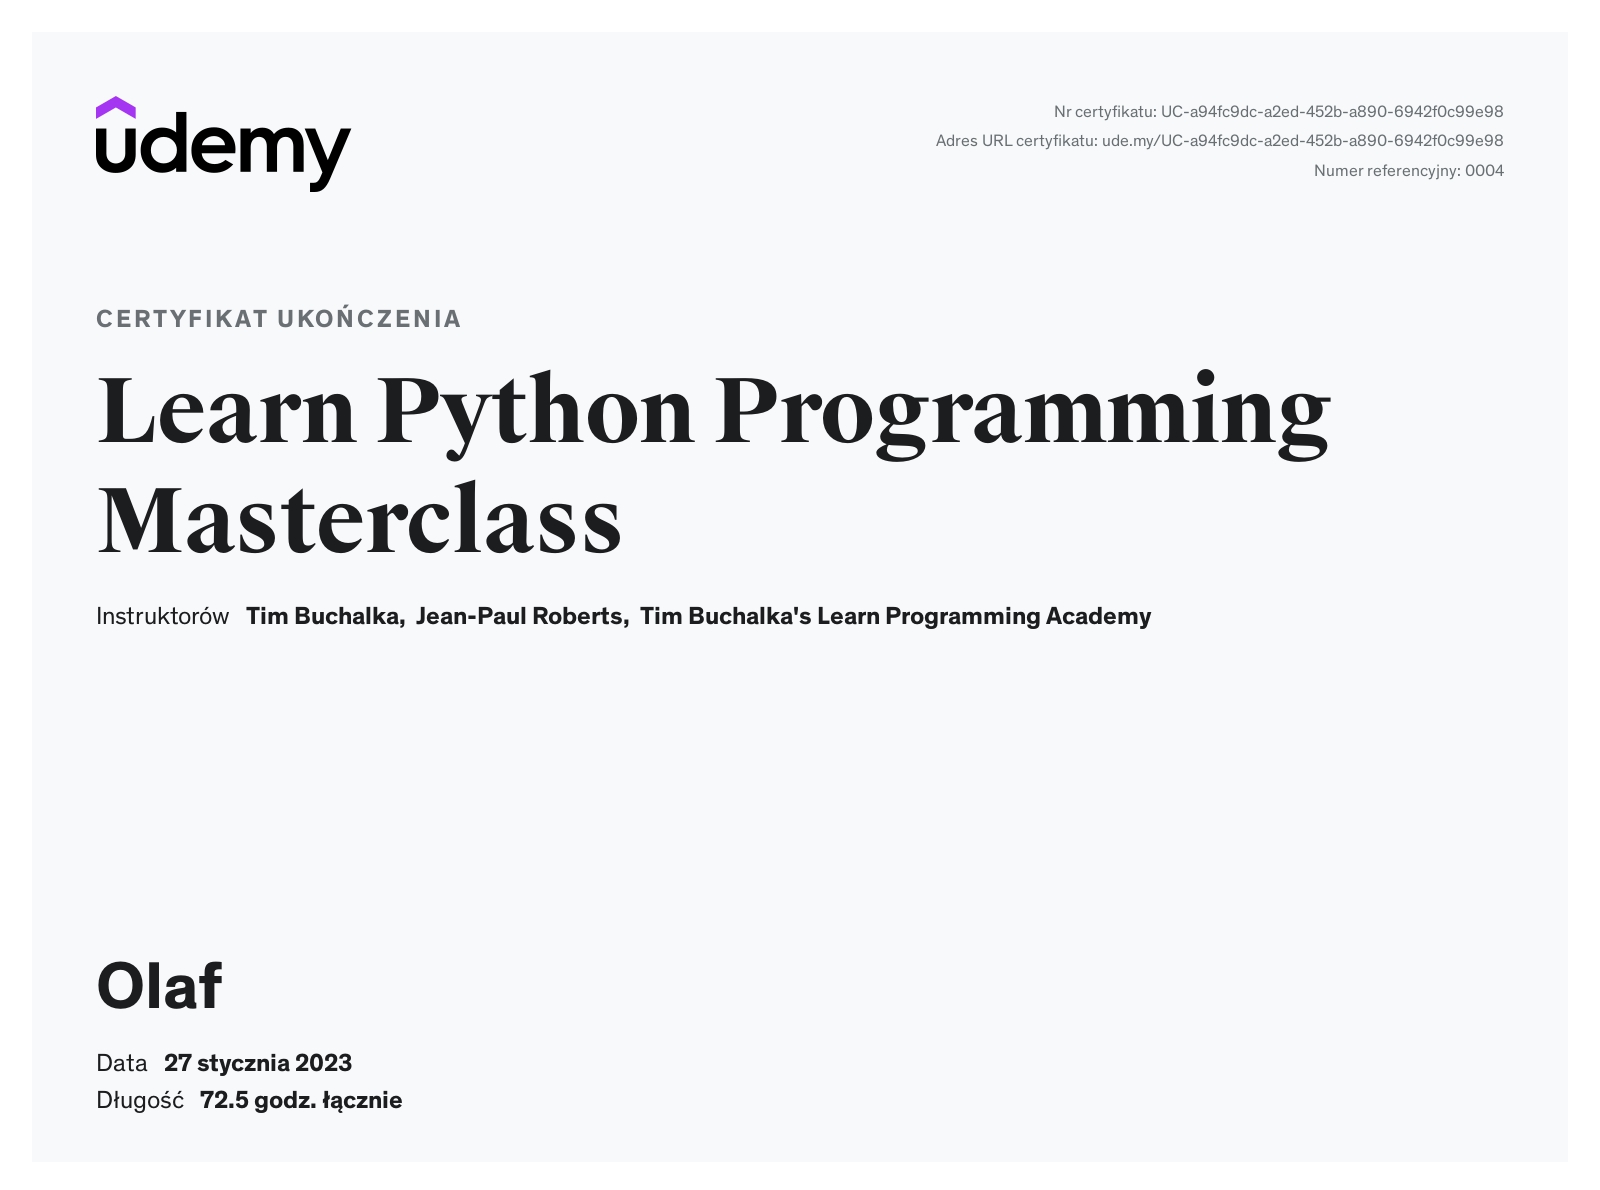 udemy
Nr certyfikatu: UC-a94fc9dc-a2ed-452b-a890-6942f0c99e98
Adres URL certyfikatu: ude.my/UC-a94fc9dc-a2ed-452b-a890-6942f0c99e98
Numer referencyjny: 0004
CERTYFIKAT UKOŃCZENIA
Learn Python Programming
Masterclass
Instruktorów Tim Buchalka, Jean-Paul Roberts, Tim Buchalka's Learn Programming Academy
Olaf
Data 27 stycznia 2023
Długość 72.5 godz. łącznie